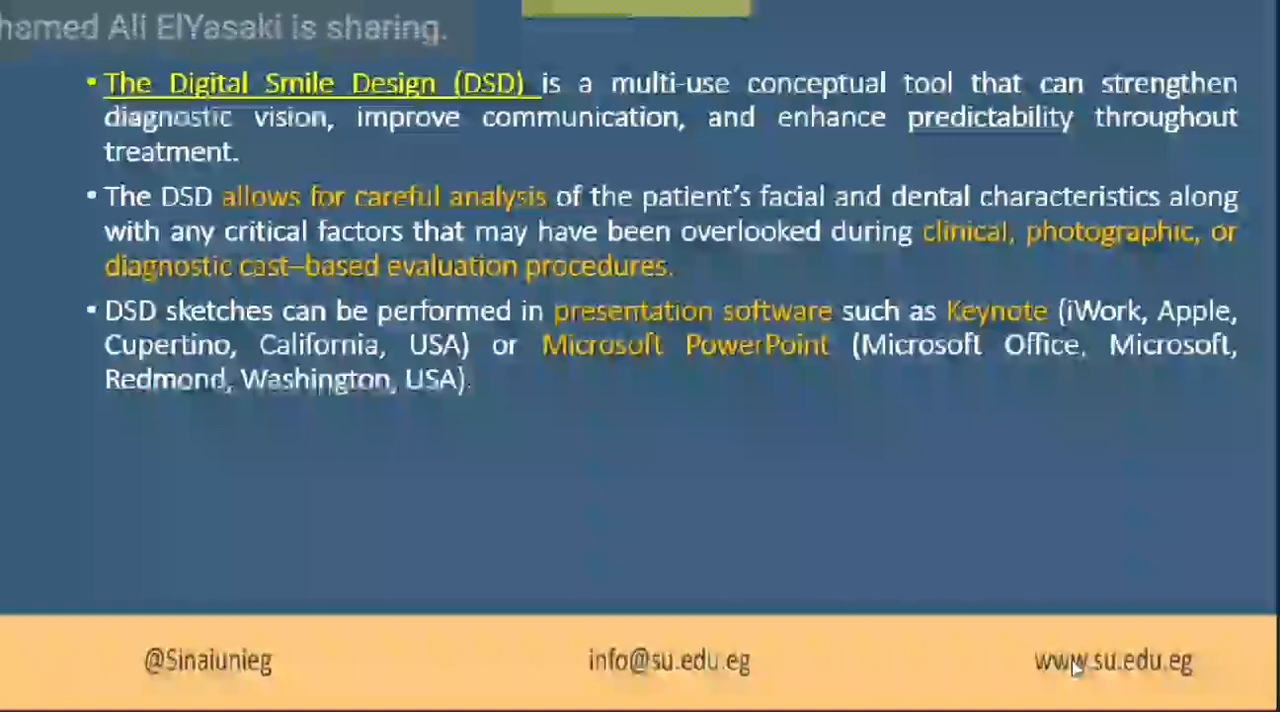 hamed Ali ElYasaki is sharing.
• The Digital Smile Design (DSD) is a multi-use conceptual tool that can strengthen
diagnostic vision, improve communication, and enhance predictability throughout
treatment.
• The DSD allows for careful analysis of the patient's facial and dental characteristics along
with any critical factors that may have been overlooked during clinical, photographic, or
diagnostic cast–based evaluation procedures.
• DSD sketches can be performed in presentation software such as Keynote (iWork, Apple,
Cupertino, California, USA) or Microsoft PowerPoint (Microsoft Office, Microsoft,
Redmond, Washington, USA).
@Sinaiunieg info@su.edu.eg www.su.edu.eg